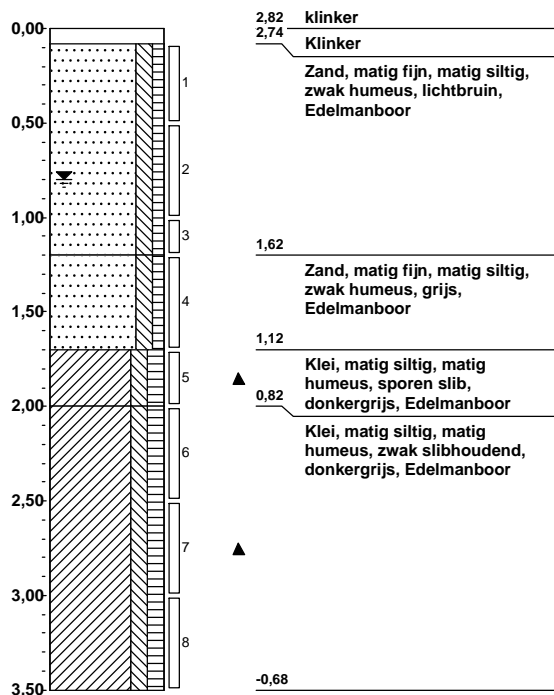 0,00
0,50
1,00
1,50
2,00
2,50
3,00
3,50
1
2
3
4
5
6
7
8
2,82 klinker
2,74
Klinker
Zand, matig fijn, matig siltig,
zwak humeus, lichtbruin,
Edelmanboor
1,62
Zand, matig fijn, matig siltig,
zwak humeus, grijs,
Edelmanboor
1,12
Klei, matig siltig, matig
humeus, sporen slib,
donkergrijs, Edelmanboor
0,82
Klei, matig siltig, matig
humeus, zwak slibhoudend,
donkergrijs, Edelmanboor
-0,68